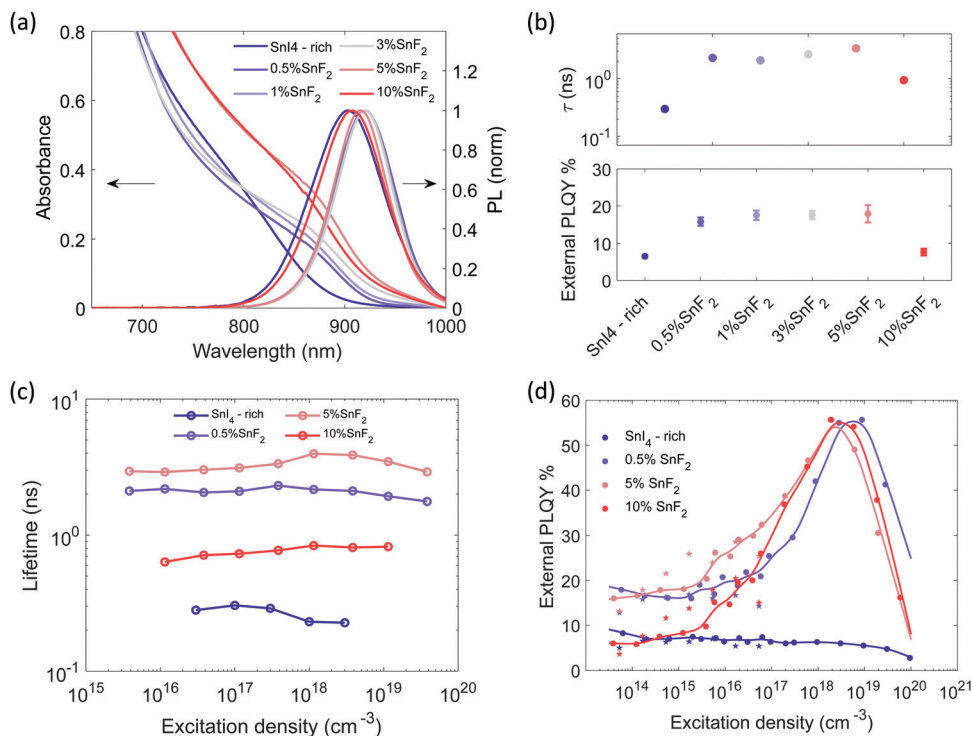 (a)
SnI4 - rich
0.5%SnF2
1%SnF2
3%SnF2
5%SnF2
10%SnF2
0.8
0.6
0.4
0.2
0
Absorbance
1.2
1
0.8
0.6
0.4
0.2
0
PL (norm)
700 800 900 1000
Wavelength (nm)
(b)
10^0
10^-1
τ (ns)
30
20
10
0
External PLQY %
SnI4 - rich
0.5%SnF2
1%SnF2
3%SnF2
5%SnF2
10%SnF2
(c)
SnI4 - rich
0.5%SnF2
5%SnF2
10%SnF2
10^1
10^0
10^-1
Lifetime (ns)
10^15 10^16 10^17 10^18 10^19 10^20
Excitation density (cm^-3)
(d)
SnI4 - rich
0.5% SnF2
5% SnF2
10% SnF2
60
50
40
30
20
10
0
External PLQY %
10^14 10^15 10^16 10^17 10^18 10^19 10^20 10^21
Excitation density (cm^-3)